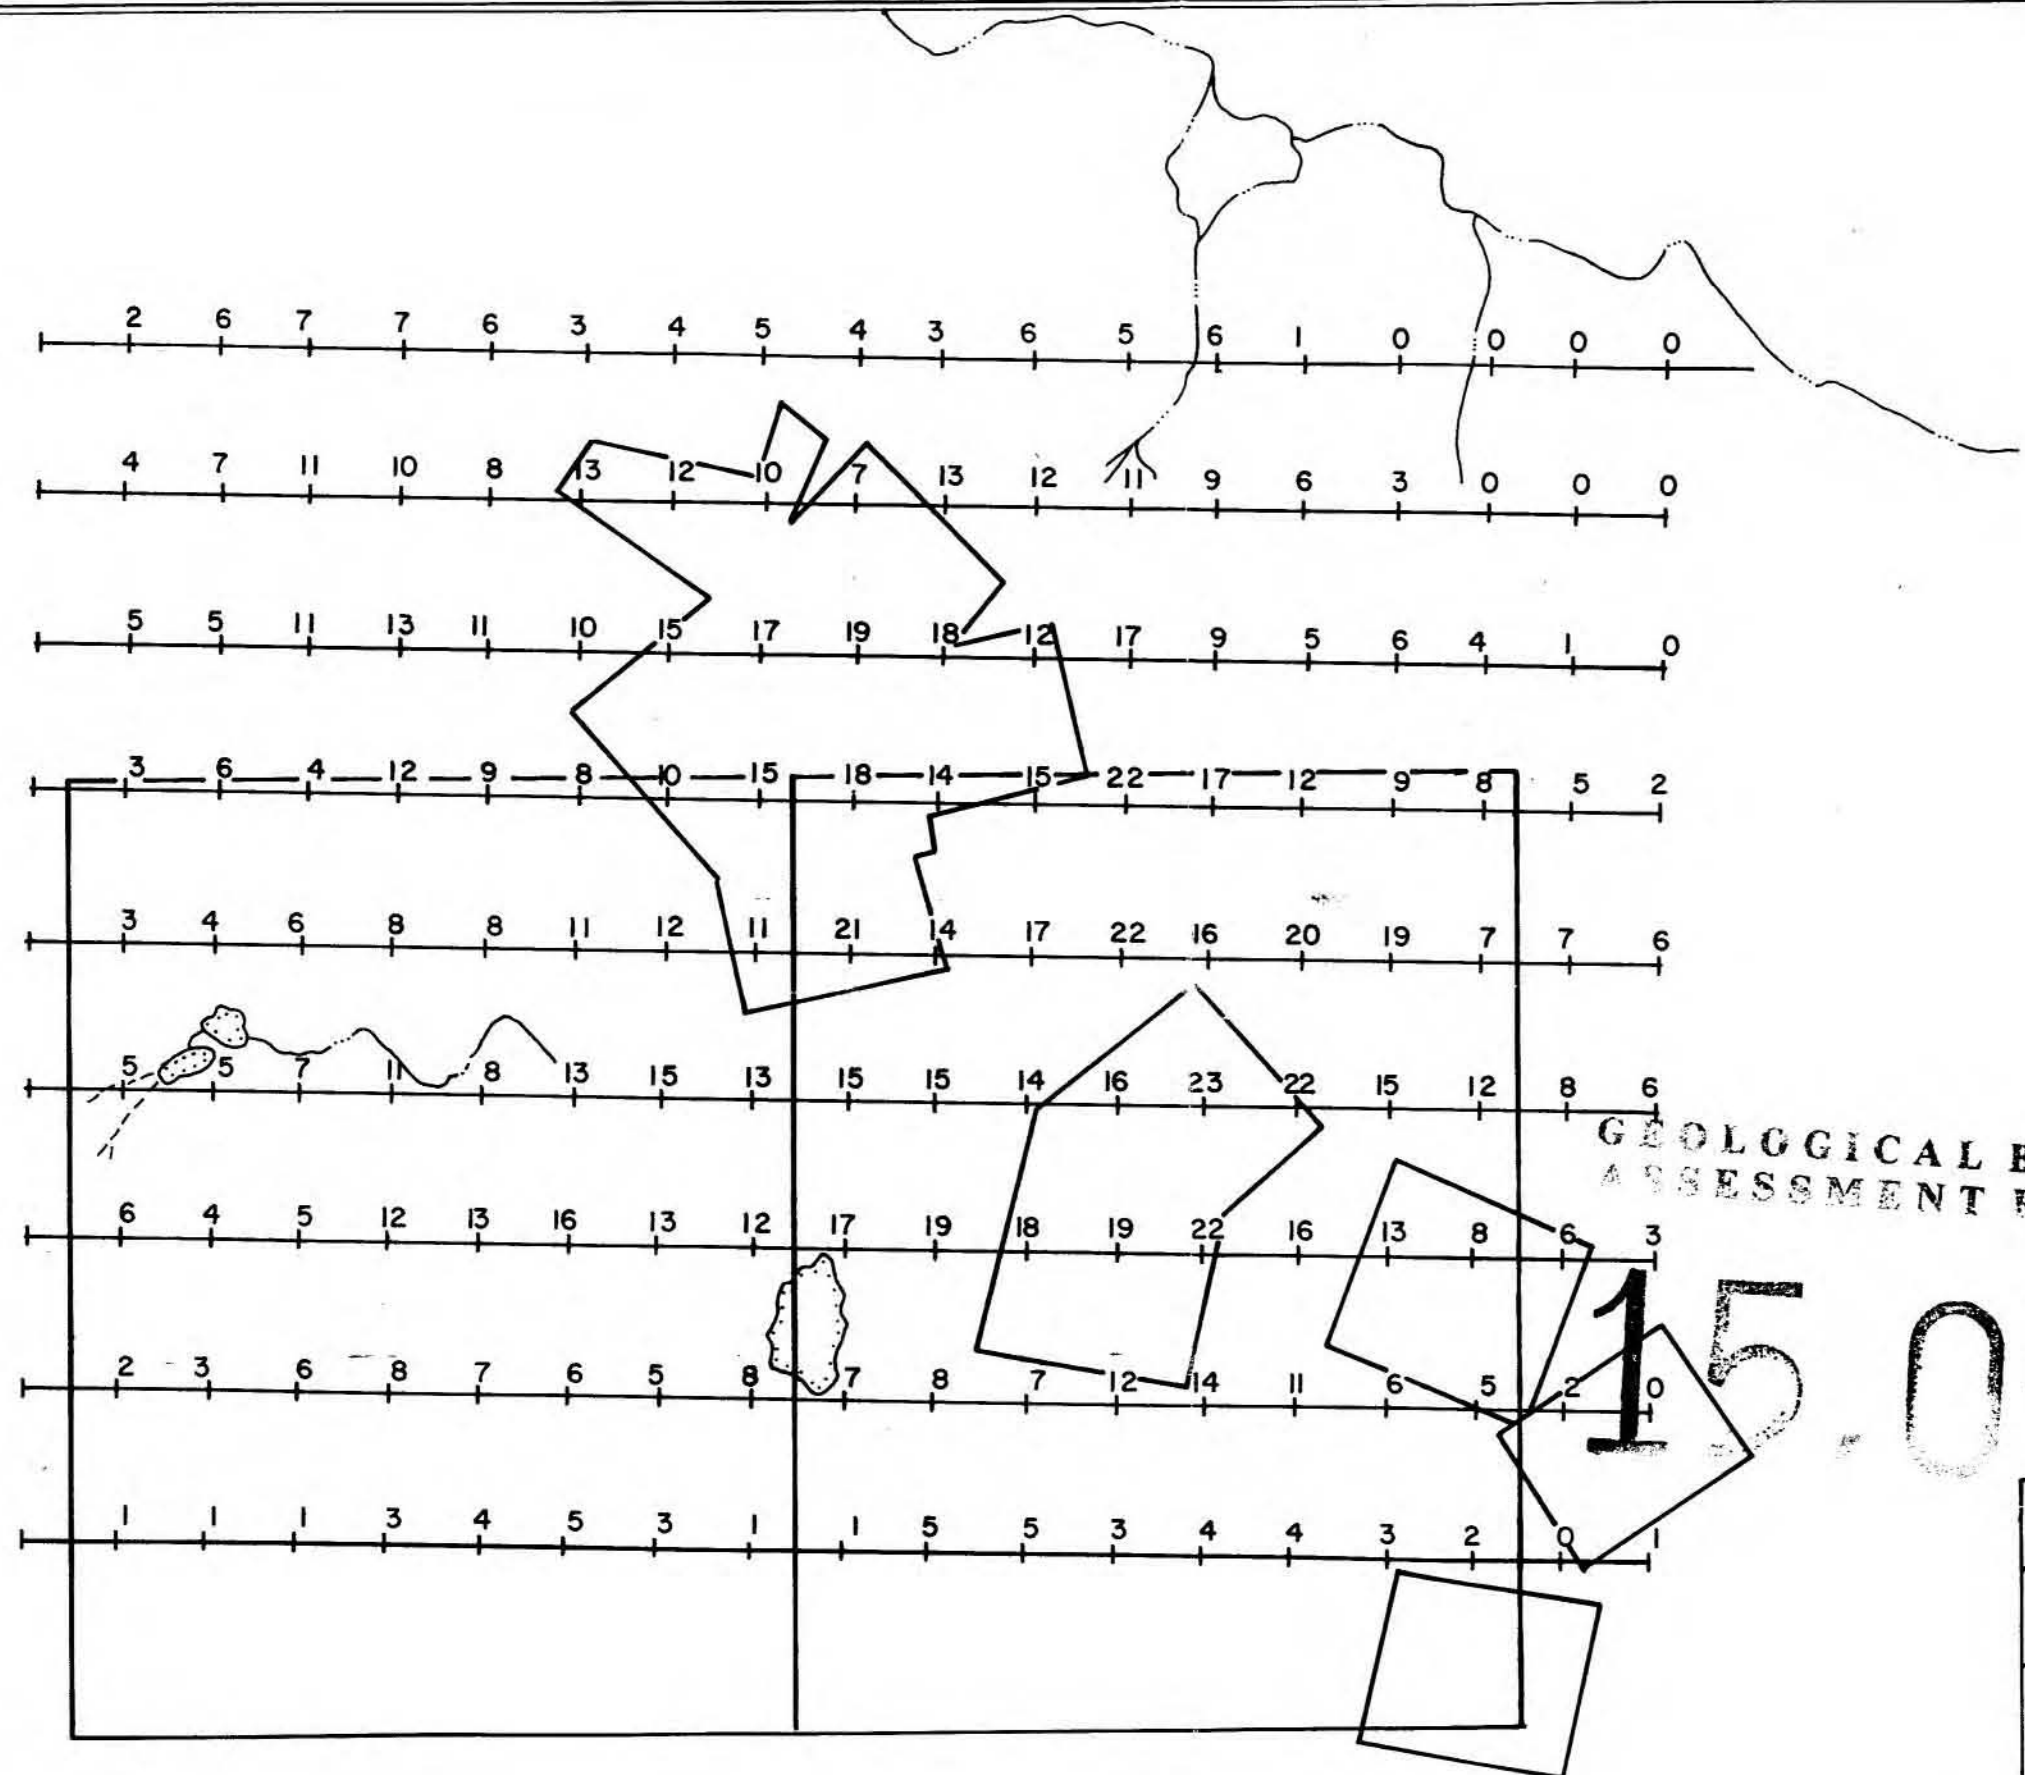 2 6 7 7 6 3 4 5 4 3 6 5 6 1 0 0 0 0
4 7 11 10 8 13 12 10 7 13 12 11 9 6 3 0 0 0
5 5 11 13 11 10 15 17 19 18 12 17 9 5 6 4 1 0
3 6 4 12 9 8 10 15 18 14 15 22 17 12 9 8 5 2
3 4 6 8 8 11 12 11 21 14 17 22 16 20 19 7 7 6
5 5 7 11 8 13 15 13 15 15 14 16 23 22 15 12 8 6
GEOLOGICAL
ASSESSMENT
6 4 5 12 13 16 13 12 17 19 18 19 22 16 13 8 6 3
15.0
2 3 6 8 7 6 5 8 7 8 7 12 14 11 6 5 2 0
1 1 1 3 4 5 3 1 1 5 5 3 4 4 3 2 0 1